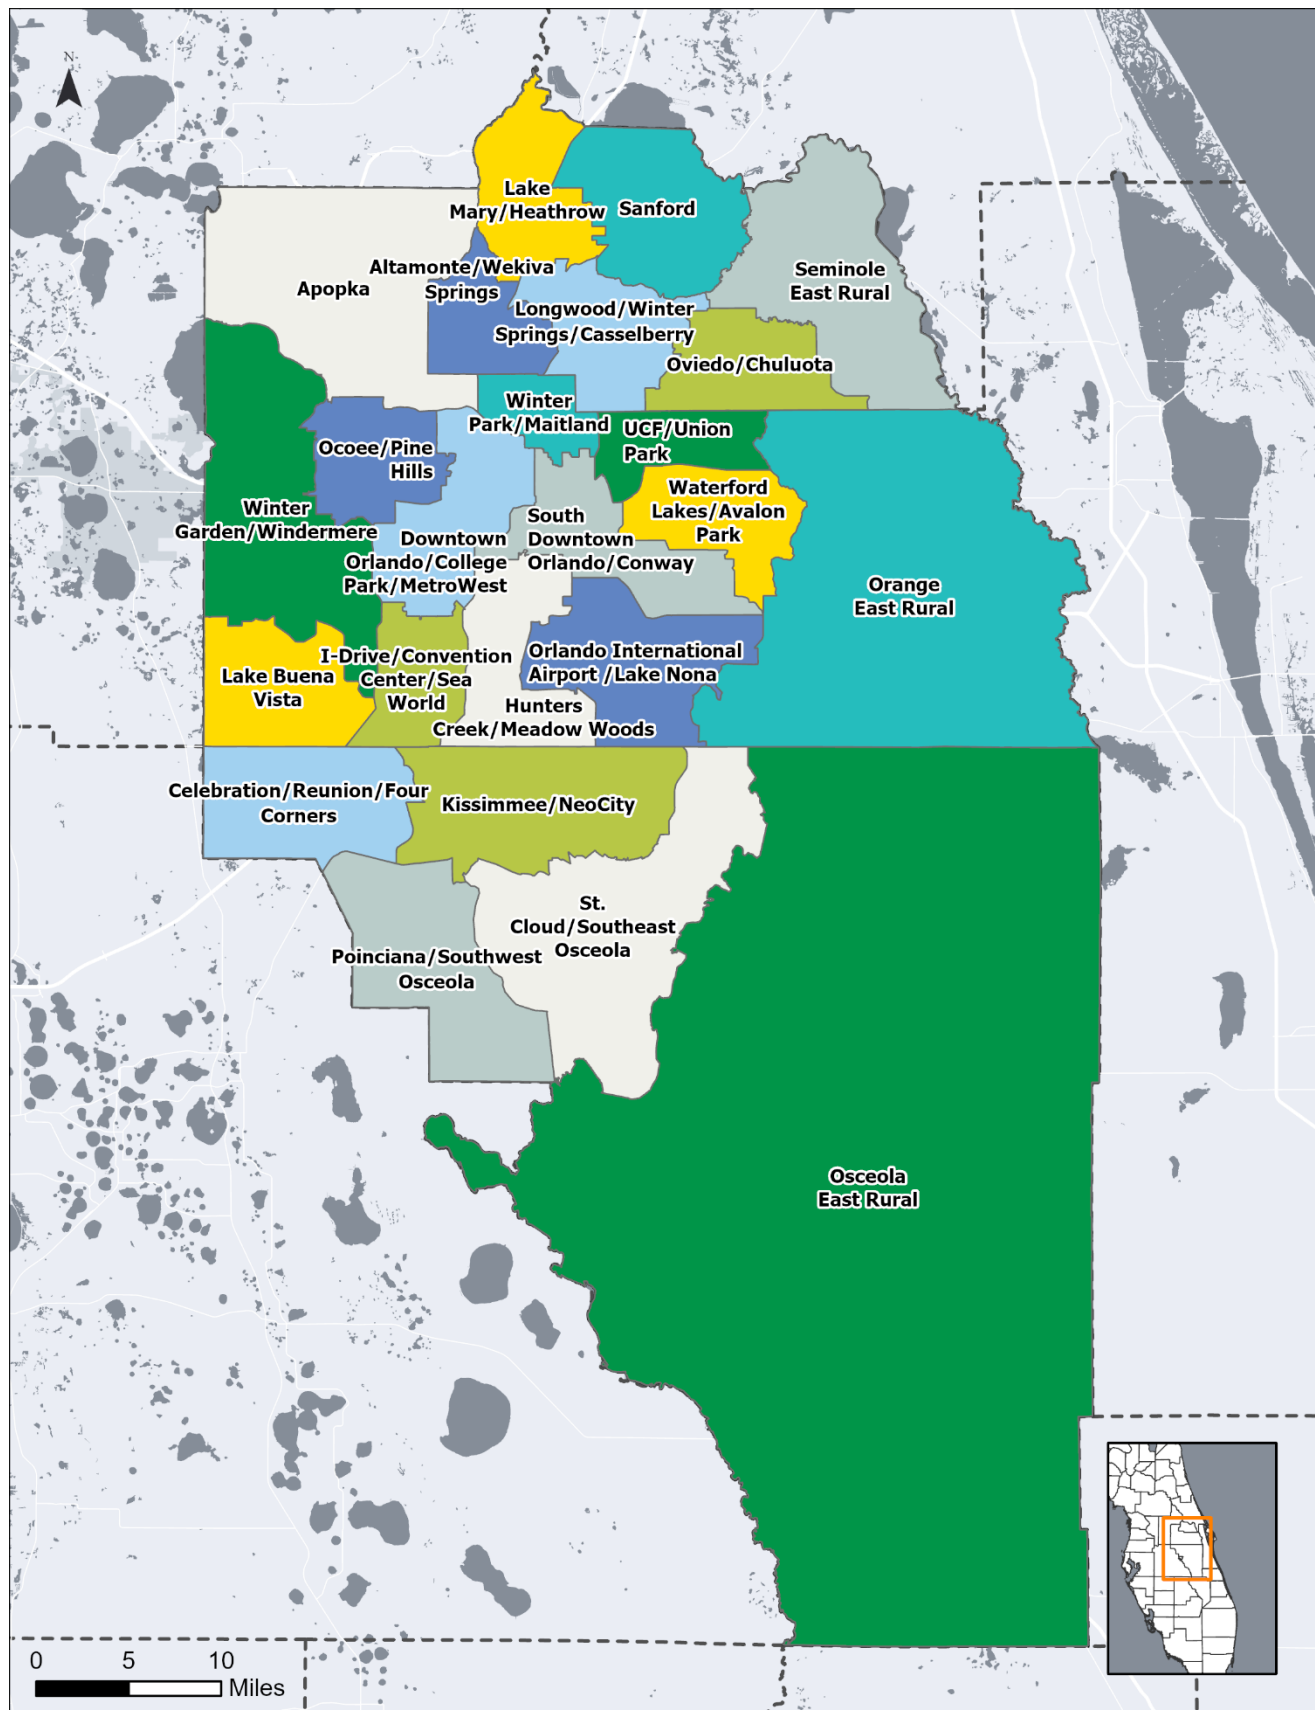 N
Lake
Mary/Heathrow
Sanford
Seminole
East Rural
Apopka
Altamonte/Wekiva
Springs
Longwood/Winter
Springs/Casselberry
Oviedo/Chuluota
Winter
Park/Maitland
UCF/Union
Park
Ocoee/Pine
Hills
Waterford
Lakes/Avalon
Park
Winter
Garden/Windermere
South
Downtown
Orlando/Conway
Downtown
Orlando/College
Park/MetroWest
Orange
East Rural
I-Drive/Convention
Center/Sea
World
Orlando International
Airport /Lake Nona
Lake Buena
Vista
Hunters
Creek/Meadow Woods
Celebration/Reunion/Four
Corners
Kissimmee/NeoCity
St.
Cloud/Southeast
Osceola
Poinciana/Southwest
Osceola
Osceola
East Rural
0 5 10
Miles